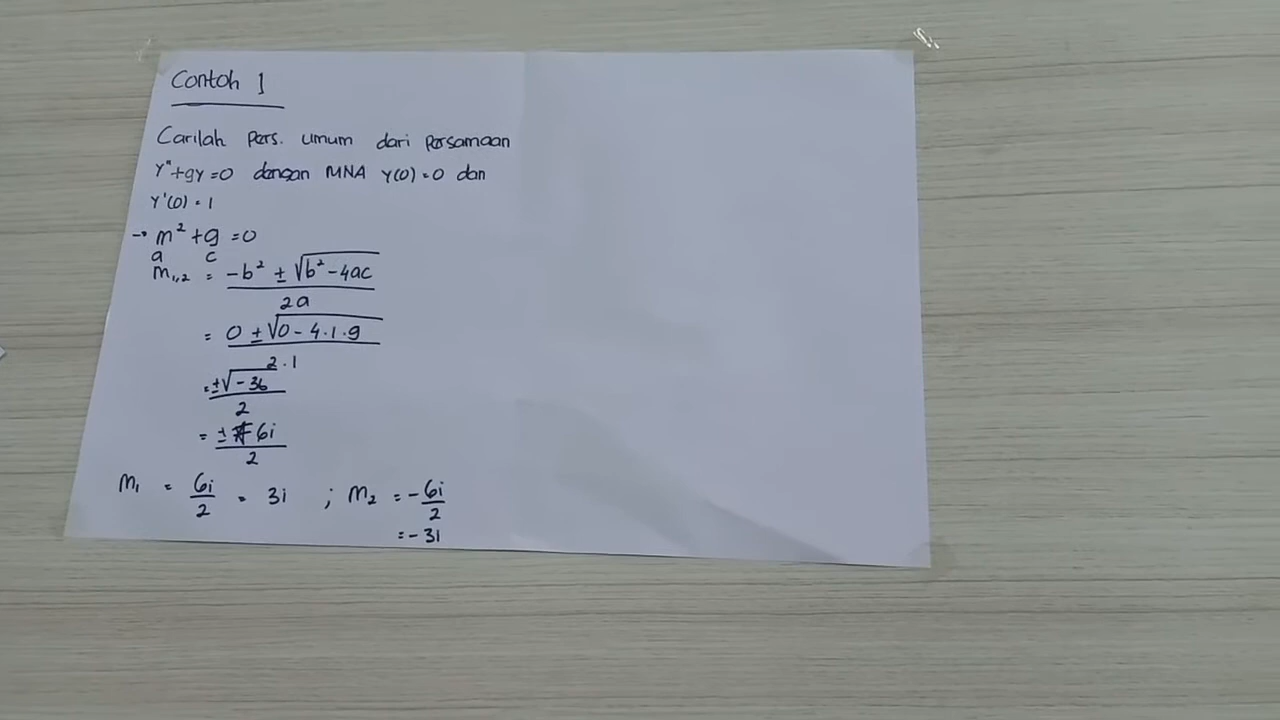 Contoh 1
Carilah Pers. Umum dari Persamaan
y"+9y=0 dengan MNA y(0)=0 dan
y'(0)=1
→ m²+9=0
a c
m₁,₂ = -b² ± √b²-4ac
2a
= 0 ± √0-4.1.9
2.1
= ±√-36
2
= ± 6i
2
m₁ = 6i/2 = 3i ; m₂ = -6i/2
= -3i